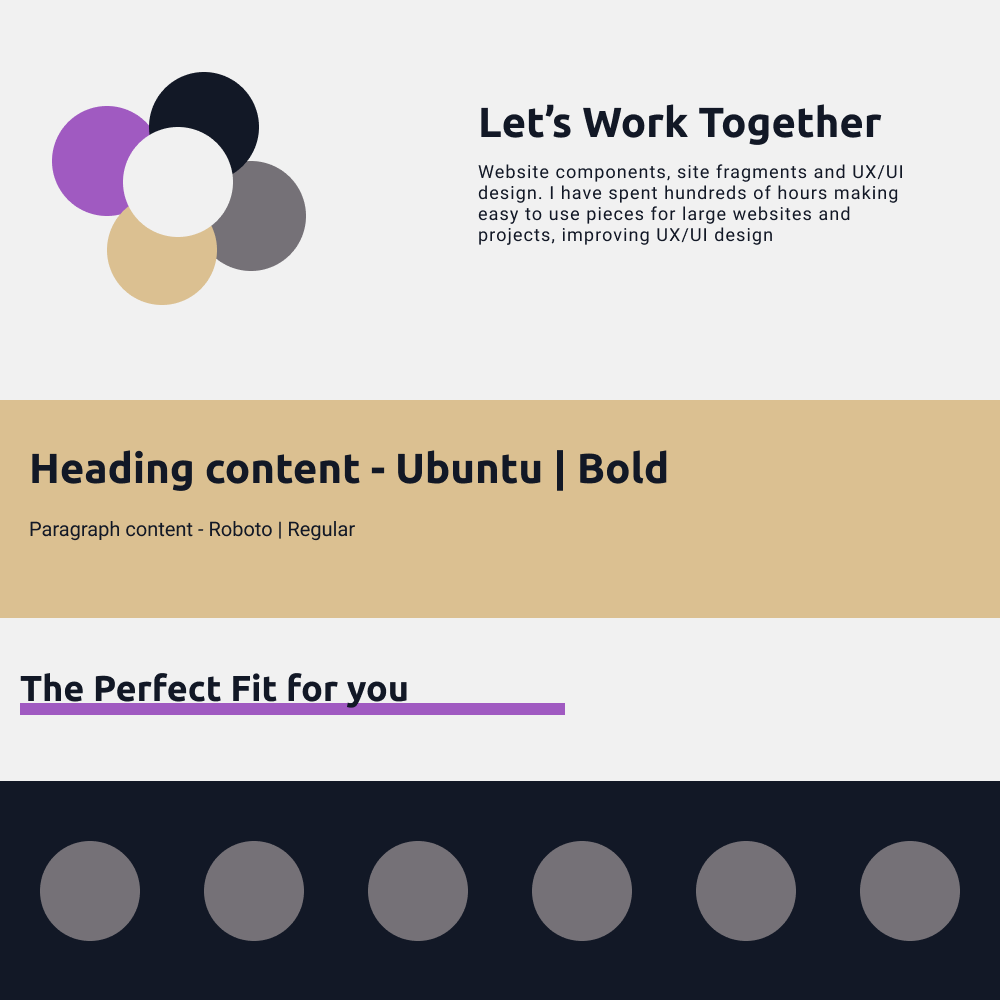 Let’s Work Together
Website components, site fragments and UX/UI
design. I have spent hundreds of hours making
easy to use pieces for large websites and
projects, improving UX/UI design
Heading content - Ubuntu | Bold
Paragraph content - Roboto | Regular
The Perfect Fit for you